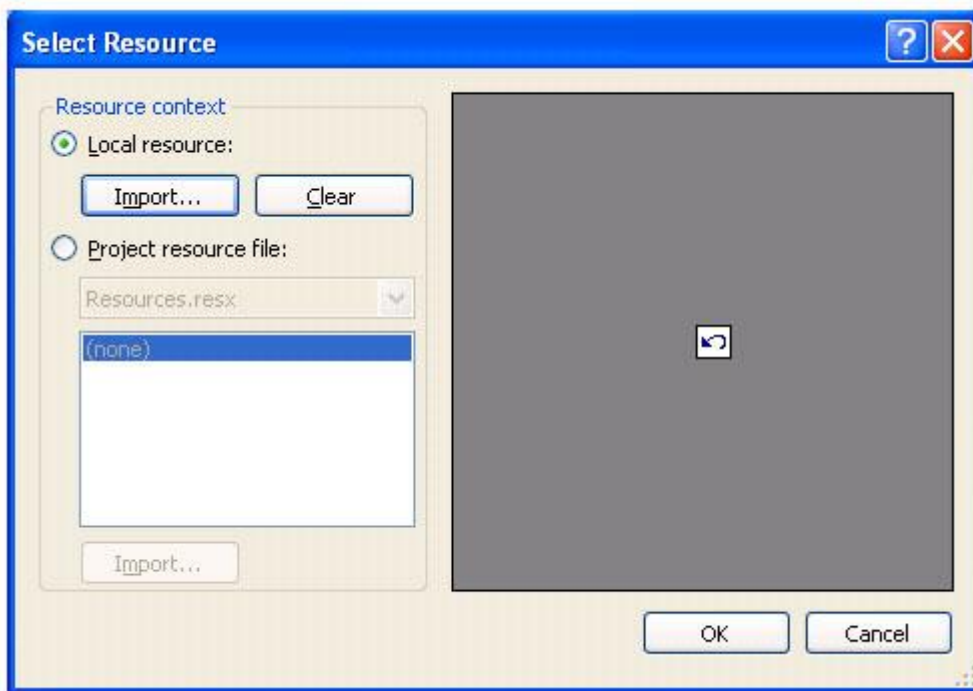 Select Resource
Resource context
Local resource:
Import... Clear
Project resource file:
Resources.resx
(none)
Import...
OK Cancel